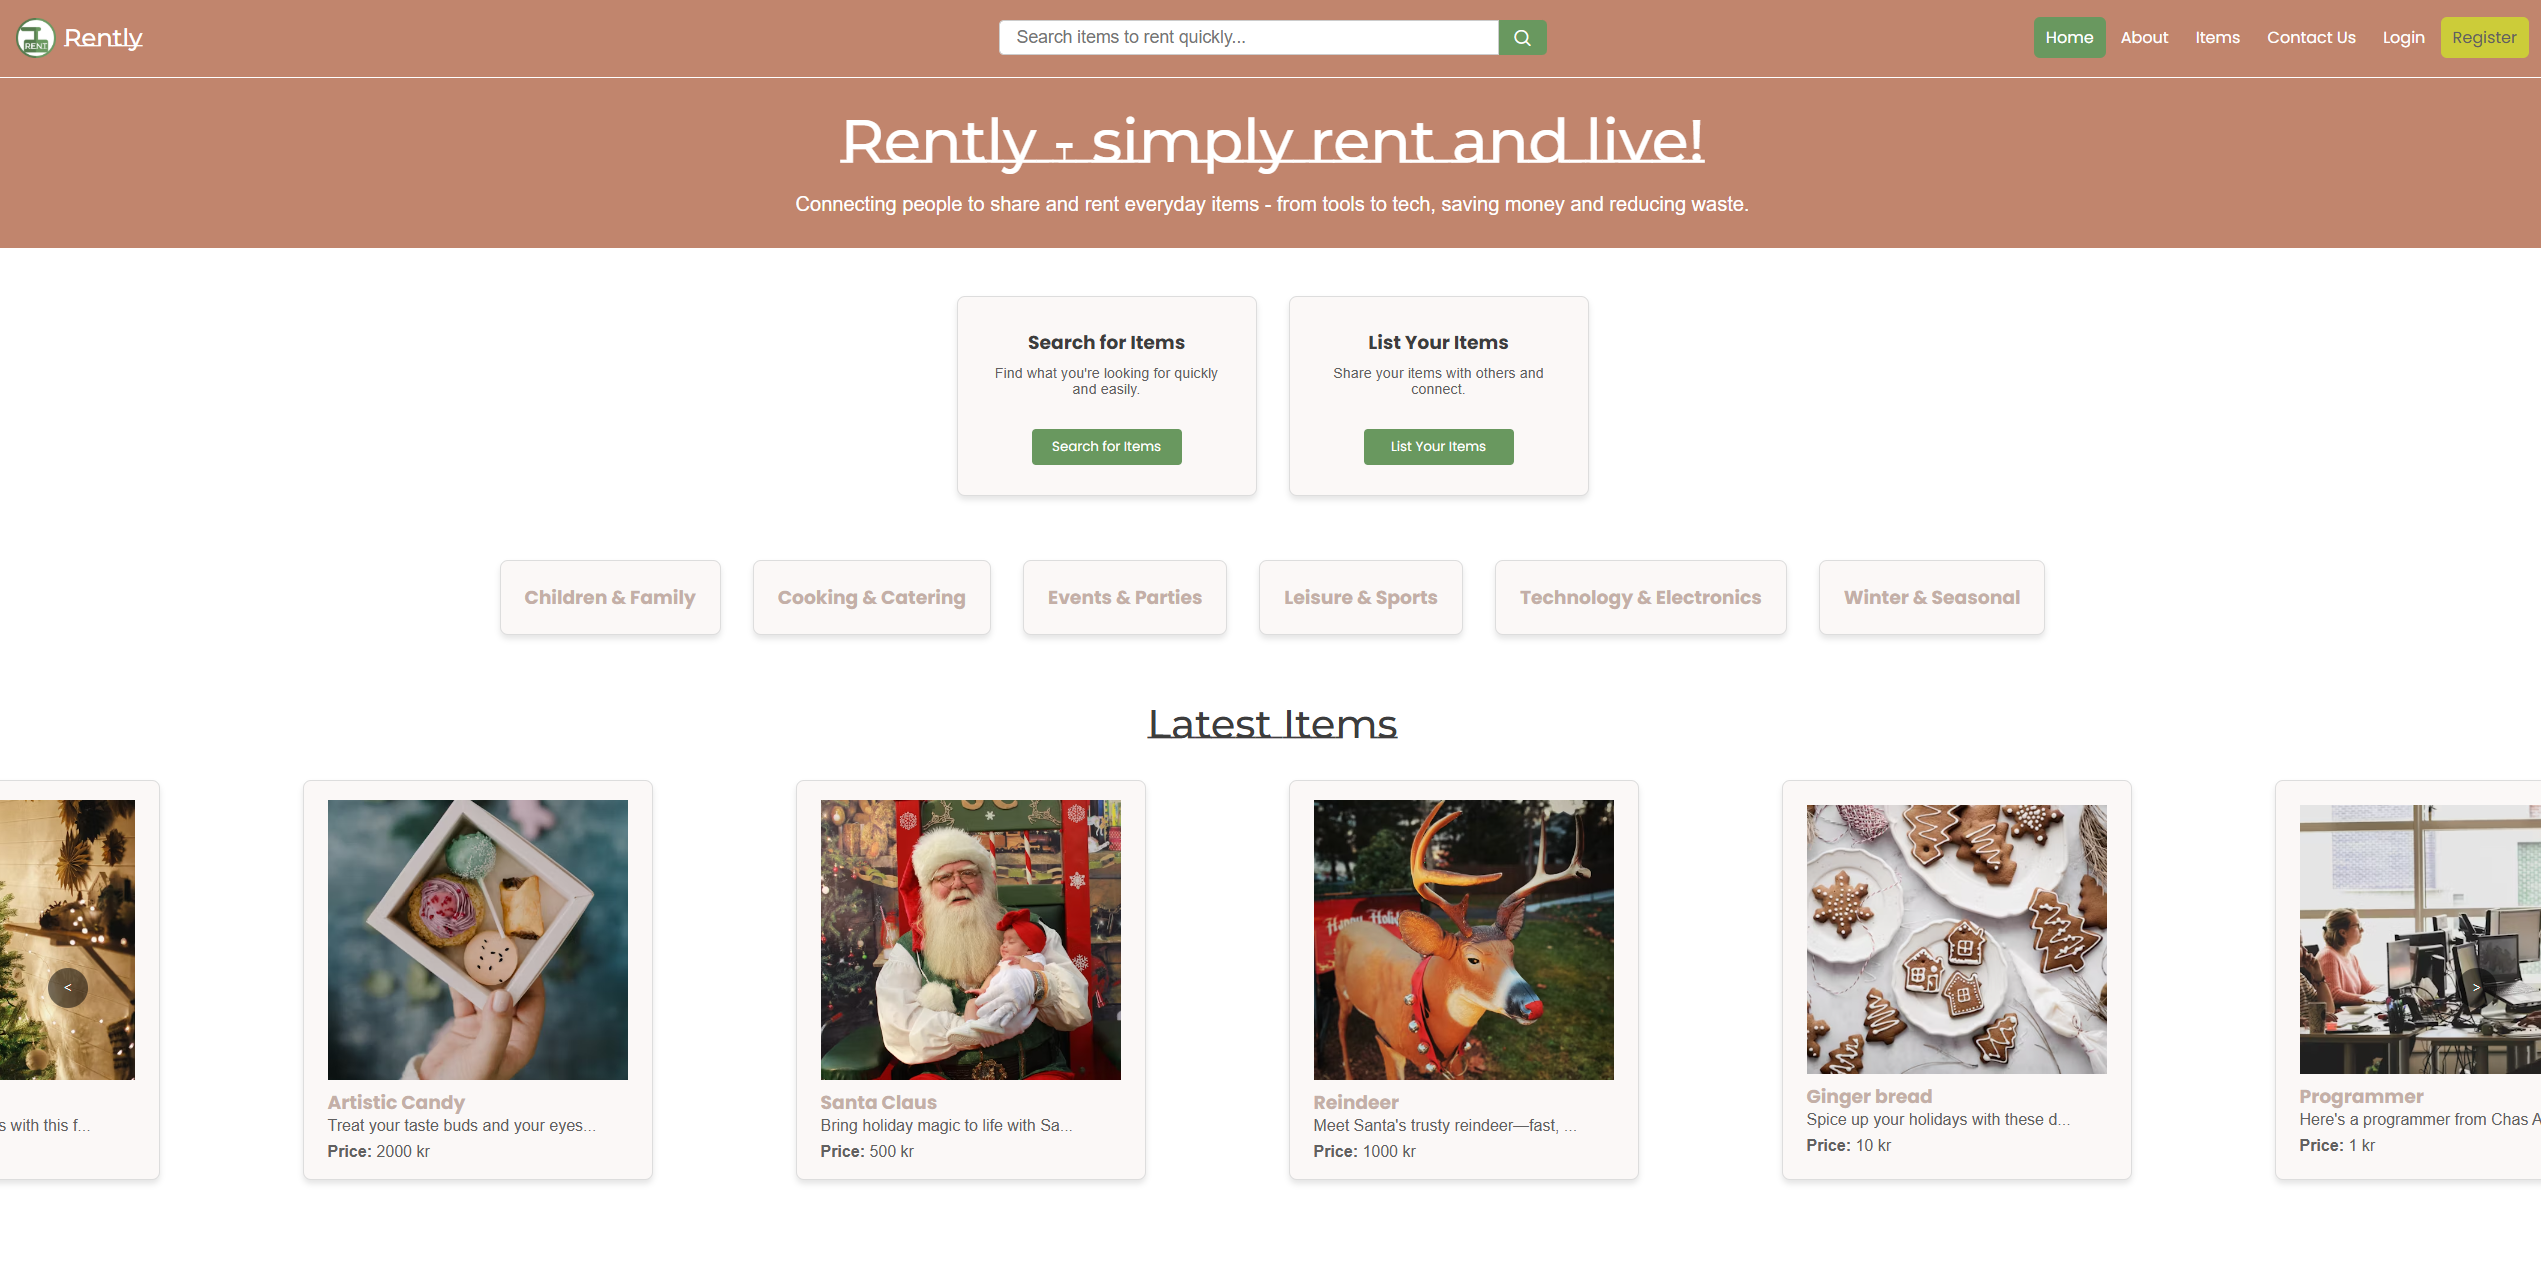 RENT
Rently
Search items to rent quickly...
Home
About
Items
Contact Us
Login
Register
Rently - simply rent and live!
Connecting people to share and rent everyday items - from tools to tech, saving money and reducing waste.
Search for Items
Find what you're looking for quickly
and easily.
Search for Items
List Your Items
Share your items with others and
connect.
List Your Items
Children & Family
Cooking & Catering
Events & Parties
Leisure & Sports
Technology & Electronics
Winter & Seasonal
Latest Items
<
s with this f...
Artistic Candy
Treat your taste buds and your eyes...
Price: 2000 kr
Santa Claus
Bring holiday magic to life with Sa...
Price: 500 kr
Happy Holid
Reindeer
Meet Santa's trusty reindeer—fast, ...
Price: 1000 kr
Ginger bread
Spice up your holidays with these d...
Price: 10 kr
>
Programmer
Here's a programmer from Chas A
Price: 1 kr